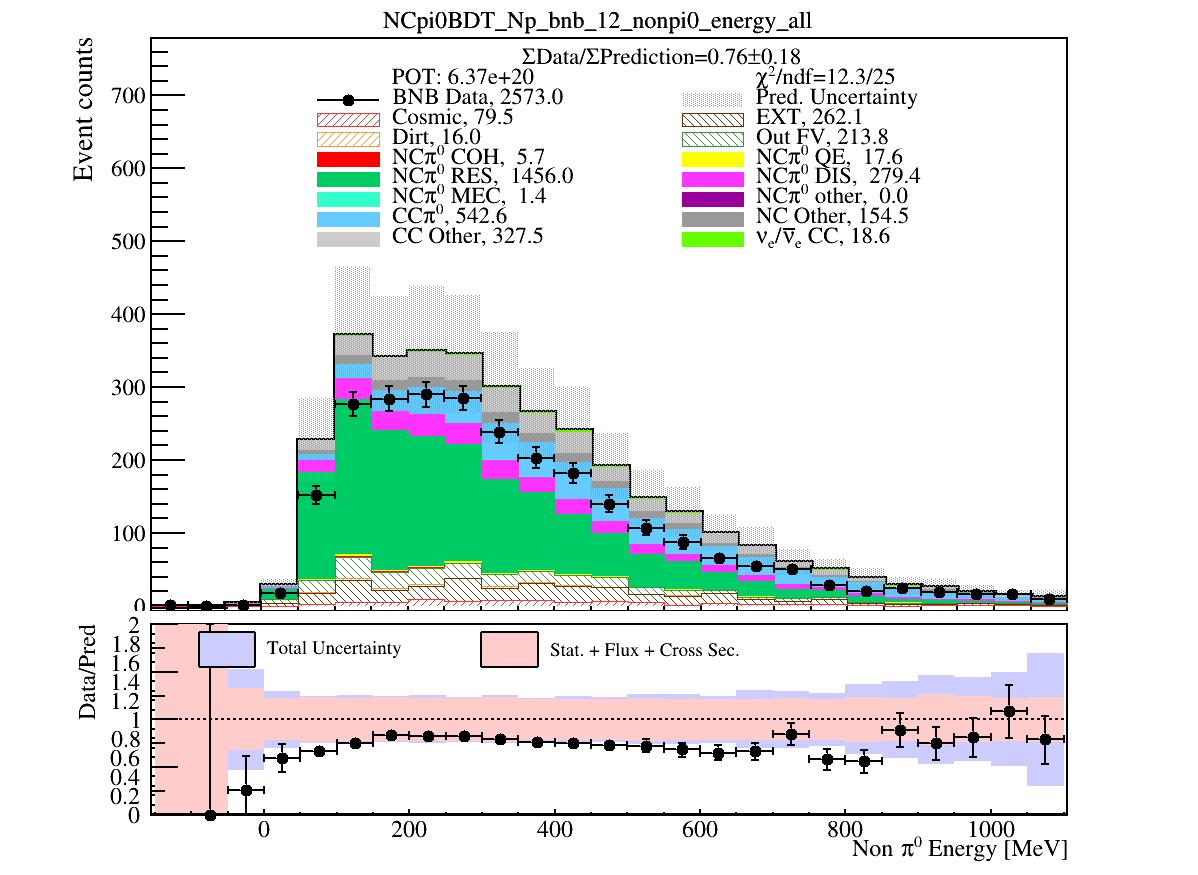 NCpi0BDT_Np_bnb_12_nonpi0_energy_all
ΣData/ΣPrediction=0.76±0.18
POT: 6.37e+20
χ²/ndf=12.3/25
BNB Data, 2573.0
Pred. Uncertainty
Cosmic, 79.5
EXT, 262.1
Dirt, 16.0
Out FV, 213.8
NCπ⁰ COH, 5.7
NCπ⁰ QE, 17.6
NCπ⁰ RES, 1456.0
NCπ⁰ DIS, 279.4
NCπ⁰ MEC, 1.4
NCπ⁰ other, 0.0
CCπ⁰, 542.6
NC Other, 154.5
CC Other, 327.5
νₑ/ν̅ₑ CC, 18.6
Event counts
700
600
500
400
300
200
100
0
Total Uncertainty
Stat. + Flux + Cross Sec.
Data/Pred
2
1.8
1.6
1.4
1.2
1
0.8
0.6
0.4
0.2
0
0 200 400 600 800 1000
Non π⁰ Energy [MeV]